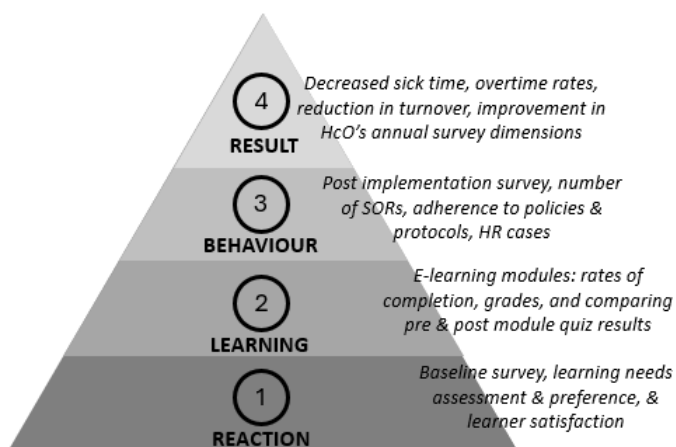 4
RESULT
Decreased sick time, overtime rates,
reduction in turnover, improvement in
HcO's annual survey dimensions
3
BEHAVIOUR
Post implementation survey, number
of SORs, adherence to policies &
protocols, HR cases
2
LEARNING
E-learning modules: rates of
completion, grades, and comparing
pre & post module quiz results
1
REACTION
Baseline survey, learning needs
assessment & preference, &
learner satisfaction